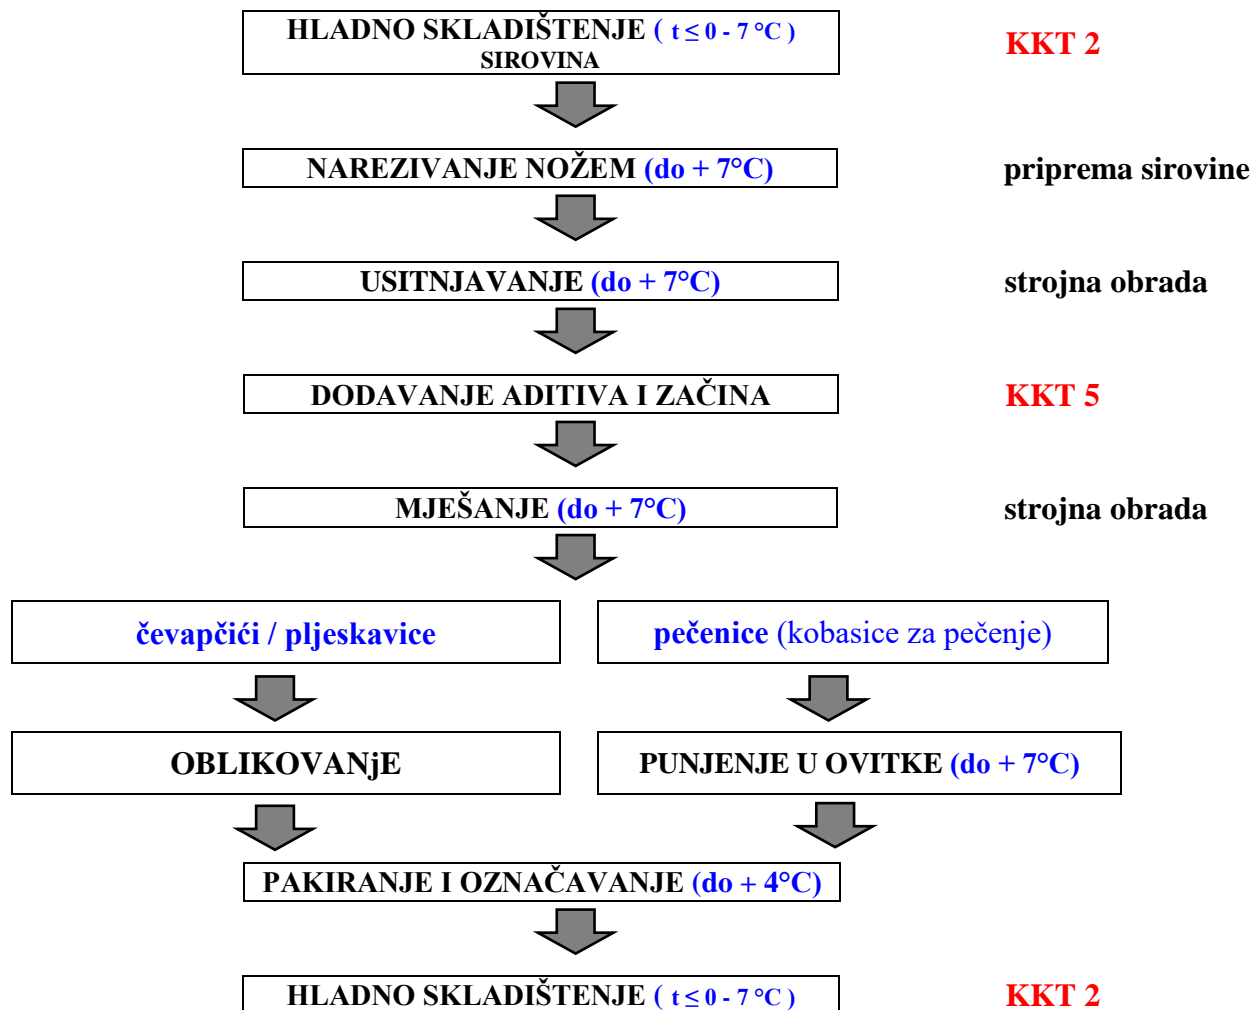 HLADNO SKLADIŠTENJE ( t ≤ 0 - 7 °C )
SIROVINA
KKT 2
NAREZIVANJE NOŽEM (do + 7°C)
priprema sirovine
USITNJAVANJE (do + 7°C)
strojna obrada
DODAVANJE ADITIVA I ZAČINA
KKT 5
MJEŠANJE (do + 7°C)
strojna obrada
čevapčići / pljeskavice
pečenice (kobasice za pečenje)
OBLIKOVANjE
PUNJENJE U OVITKE (do + 7°C)
PAKIRANJE I OZNAČAVANJE (do + 4°C)
HLADNO SKLADIŠTENJE ( t ≤ 0 - 7 °C )
KKT 2